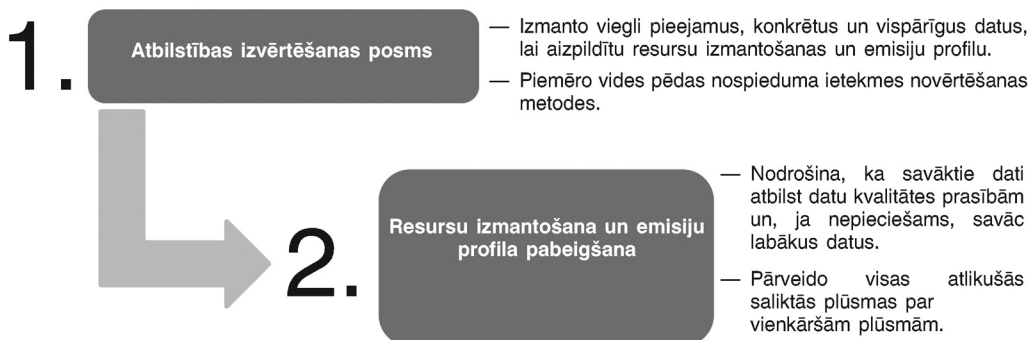 1.
Atbilstības izvērtēšanas posms
— Izmanto viegli pieejamus, konkrētus un vispārīgus datus,
lai aizpildītu resursu izmantošanas un emisiju profilu.
— Piemēro vides pēdas nospieduma ietekmes novērtēšanas
metodes.
2.
Resursu izmantošana un emisiju
profila pabeigšana
— Nodrošina, ka savāktie dati
atbilst datu kvalitātes prasībām
un, ja nepieciešams, savāc
labākus datus.
— Pārveido visas atlikušās
saliktās plūsmas par
vienkāršām plūsmām.